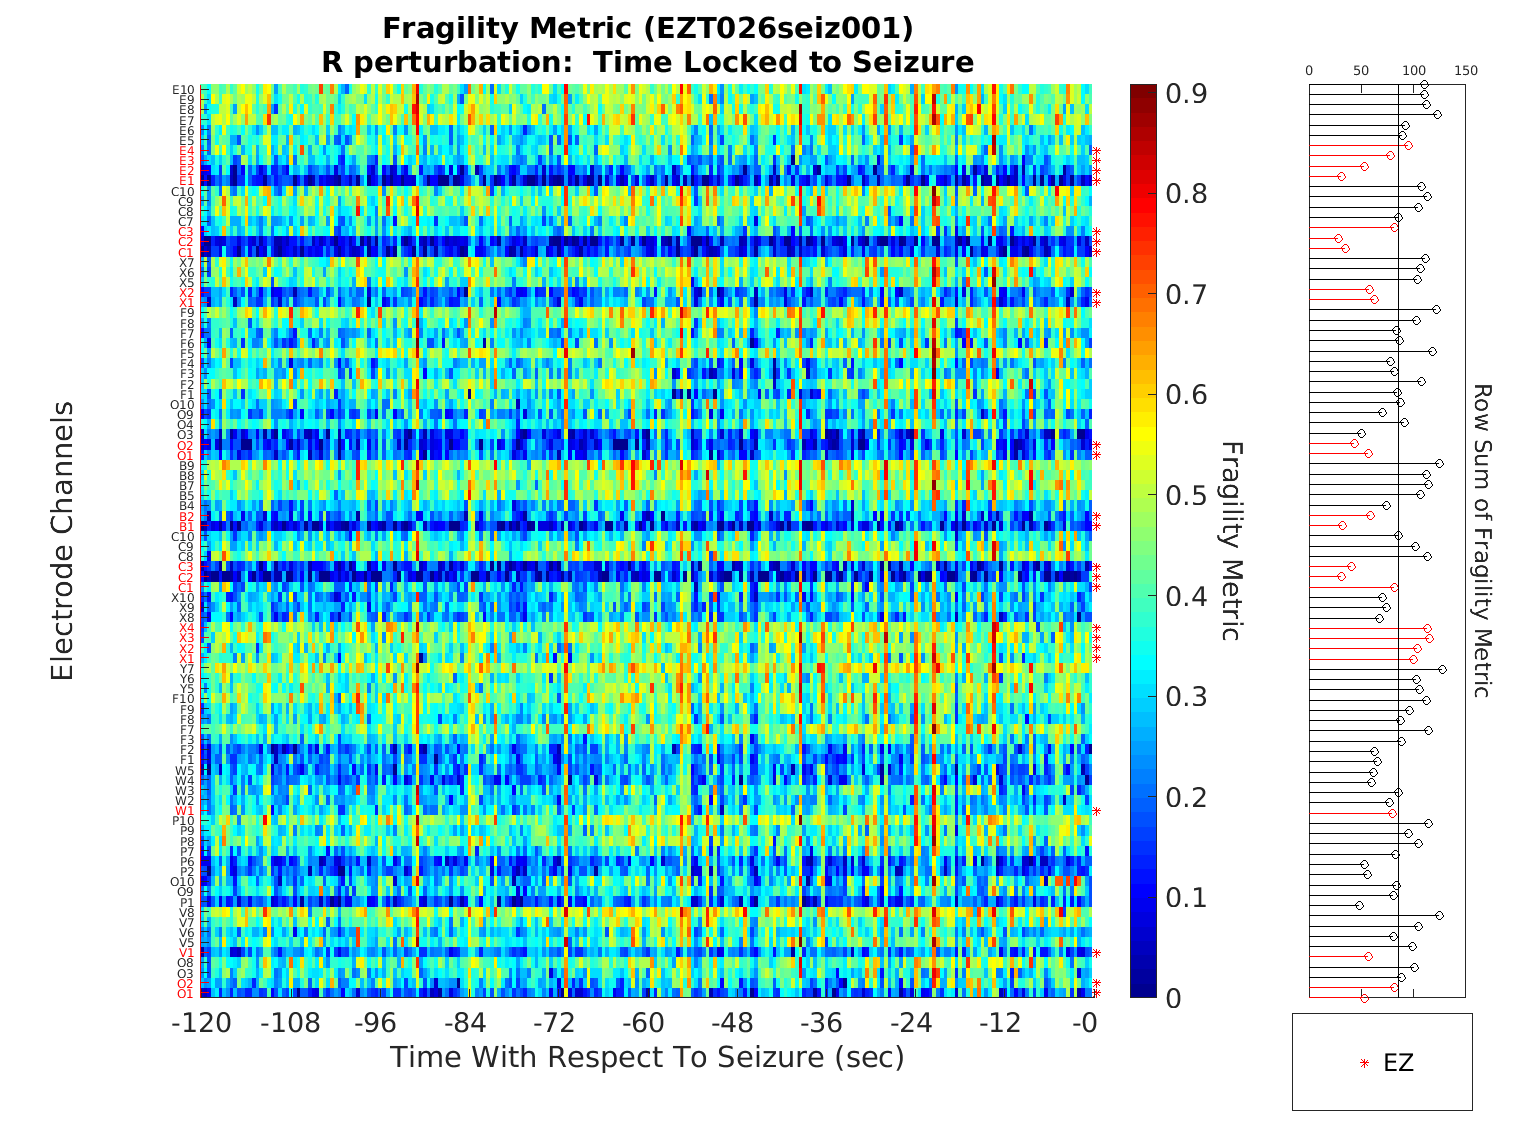 Fragility Metric (EZT026seiz001)
R perturbation:  Time Locked to Seizure
Electrode Channels
E10
E9
E8
E7
E6
E5
E4
E3
E2
E1
C10
C9
C8
C7
C3
C2
C1
X7
X6
X5
X2
X1
F9
F8
F7
F6
F5
F4
F3
F2
F1
O10
O9
O4
O3
O2
O1
B9
B8
B7
B5
B4
B2
B1
C10
C9
C8
C3
C2
C1
X10
X9
X8
X4
X3
X2
X1
Y7
Y6
Y5
F10
F9
F8
F7
F3
F2
F1
W5
W4
W3
W2
W1
P10
P9
P8
P7
P6
P2
O10
O9
P1
V8
V7
V6
V5
V1
O8
O3
O2
O1
-120 -108 -96 -84 -72 -60 -48 -36 -24 -12 -0
Time With Respect To Seizure (sec)
0.9
0.8
0.7
0.6
0.5
0.4
0.3
0.2
0.1
0
Fragility Metric
0 50 100 150
Row Sum of Fragility Metric
EZ